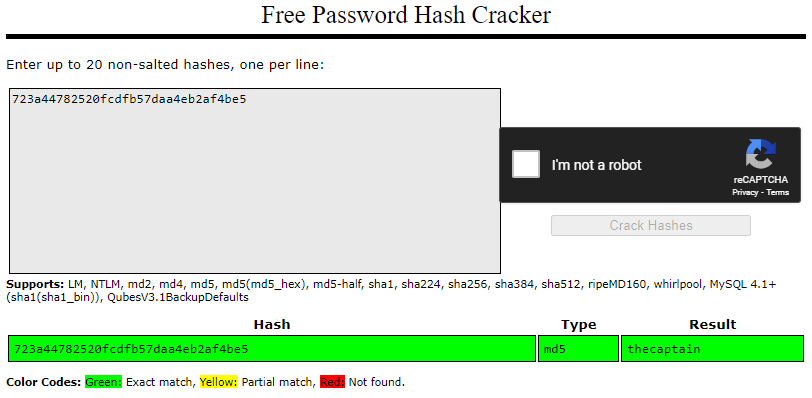 Free Password Hash Cracker
Enter up to 20 non-salted hashes, one per line:
723a44782520fcdfb57daa4eb2af4be5
I'm not a robot
reCAPTCHA
Privacy - Terms
Crack Hashes
Supports: LM, NTLM, md2, md4, md5, md5(md5_hex), md5-half, sha1, sha224, sha256, sha384, sha512, ripeMD160, whirlpool, MySQL 4.1+
(sha1(sha1_bin)), QubesV3.1BackupDefaults
Hash Type Result
723a44782520fcdfb57daa4eb2af4be5 md5 thecaptain
Color Codes: Green: Exact match, Yellow: Partial match, Red: Not found.